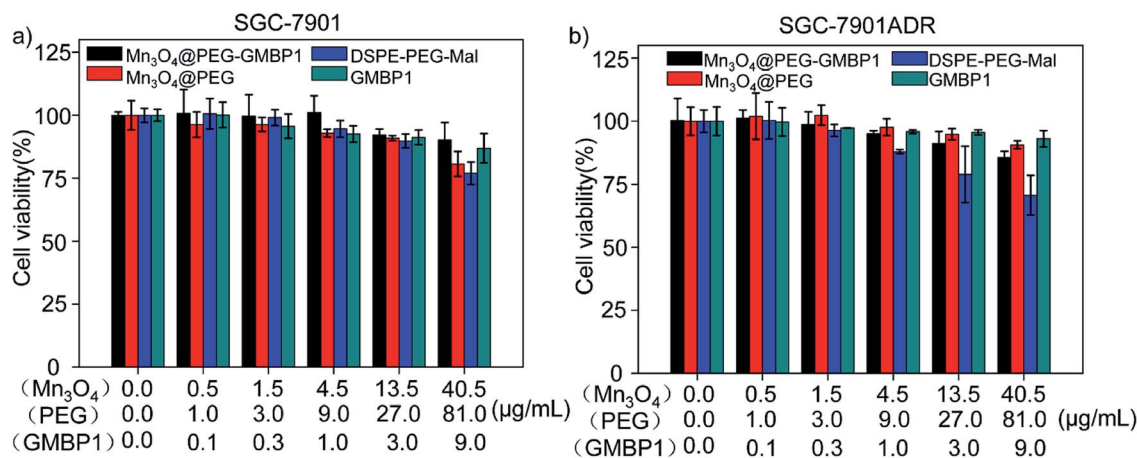 SGC-7901
a)
Mn₃O₄@PEG-GMBP1
DSPE-PEG-Mal
Mn₃O₄@PEG
GMBP1
Cell viability(%)
125
100
75
50
25
0
(Mn₃O₄) 0.0 0.5 1.5 4.5 13.5 40.5
(PEG) 0.0 1.0 3.0 9.0 27.0 81.0 (μg/mL)
(GMBP1) 0.0 0.1 0.3 1.0 3.0 9.0
SGC-7901ADR
b)
Mn₃O₄@PEG-GMBP1
DSPE-PEG-Mal
Mn₃O₄@PEG
GMBP1
Cell viability(%)
125
100
75
50
25
0
(Mn₃O₄) 0.0 0.5 1.5 4.5 13.5 40.5
(PEG) 0.0 1.0 3.0 9.0 27.0 81.0 (μg/mL)
(GMBP1) 0.0 0.1 0.3 1.0 3.0 9.0